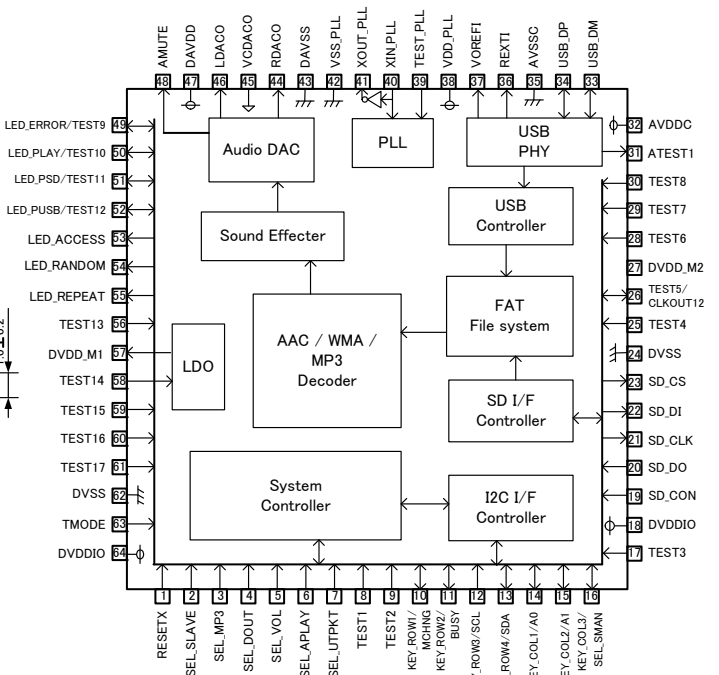 AMUTE
DAVDD
LDACO
VCDACO
RDACO
DAVSS
VSS_PLL
XOUT_PLL
XIN_PLL
TEST_PLL
VDD_PLL
VOREFI
REXTI
AVSSC
USB_DP
USB_DM
48
47
46
45
44
43
42
41
40
39
38
37
36
35
34
33
LED_ERROR/TEST9 49
LED_PLAY/TEST10 50
LED_PSD/TEST11 51
LED_PUSB/TEST12 52
LED_ACCESS 53
LED_RANDOM 54
LED_REPEAT 55
TEST13 56
DVDD_M1 57
TEST14 58
TEST15 59
TEST16 60
TEST17 61
DVSS 62
TMODE 63
DVDDIO 64
Audio DAC
PLL
USB
PHY
Sound Effecter
USB
Controller
AAC / WMA /
MP3
Decoder
FAT
File system
LDO
SD I/F
Controller
System
Controller
I2C I/F
Controller
32 AVDDC
31 ATEST1
30 TEST8
29 TEST7
28 TEST6
27 DVDD_M2
26 TEST5/
CLKOUT12
25 TEST4
24 DVSS
23 SD_CS
22 SD_DI
21 SD_CLK
20 SD_DO
19 SD_CON
18 DVDDIO
17 TEST3
1
2
3
4
5
6
7
8
9
10
11
12
13
14
15
16
RESETX
SEL_SLAVE
SEL_MP3
SEL_DOUT
SEL_VOL
SEL_APLAY
SEL_UTPKT
TEST1
TEST2
KEY_ROW1/
MCHNG
KEY_ROW2/
BUSY
_ROW3/SCL
_ROW4/SDA
KEY_COL1/A0
KEY_COL2/A1
KEY_COL3/
SEL_SMAN